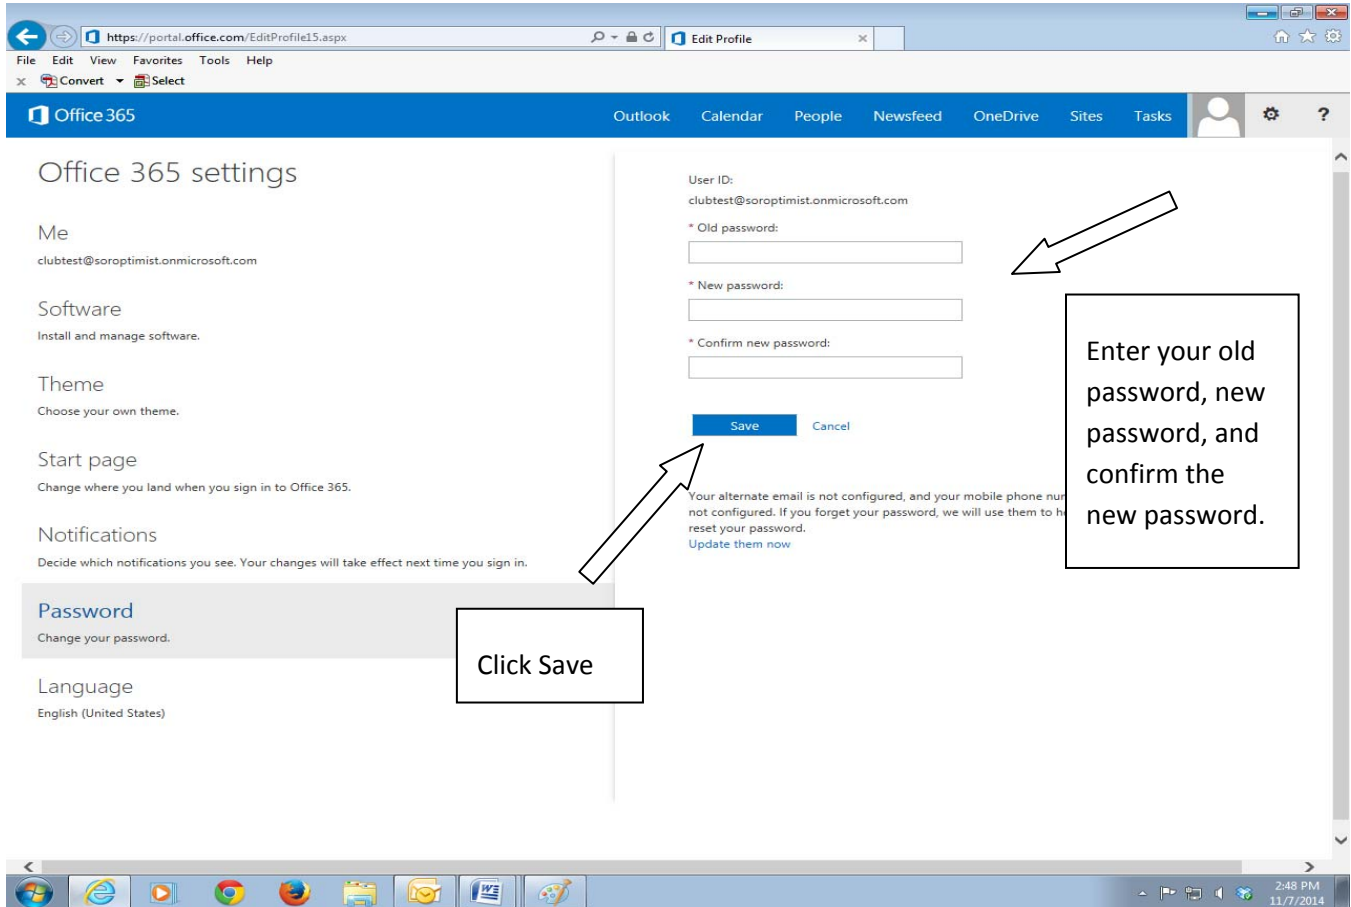 https://portal.office.com/EditProfile15.aspx
Edit Profile
File Edit View Favorites Tools Help
x Convert Select
Office 365
Outlook Calendar People Newsfeed OneDrive Sites Tasks ?
Office 365 settings
Me
clubtest@soroptimist.onmicrosoft.com
Software
Install and manage software.
Theme
Choose your own theme.
Start page
Change where you land when you sign in to Office 365.
Notifications
Decide which notifications you see. Your changes will take effect next time you sign in.
Password
Change your password.
Language
English (United States)
User ID:
clubtest@soroptimist.onmicrosoft.com
* Old password:
* New password:
* Confirm new password:
Save Cancel
Your alternate email is not configured, and your mobile phone
not configured. If you forget your password, we will use them to
reset your password.
Update them now
Enter your old
password, new
password, and
confirm the
new password.
Click Save
2:48 PM
11/7/2014